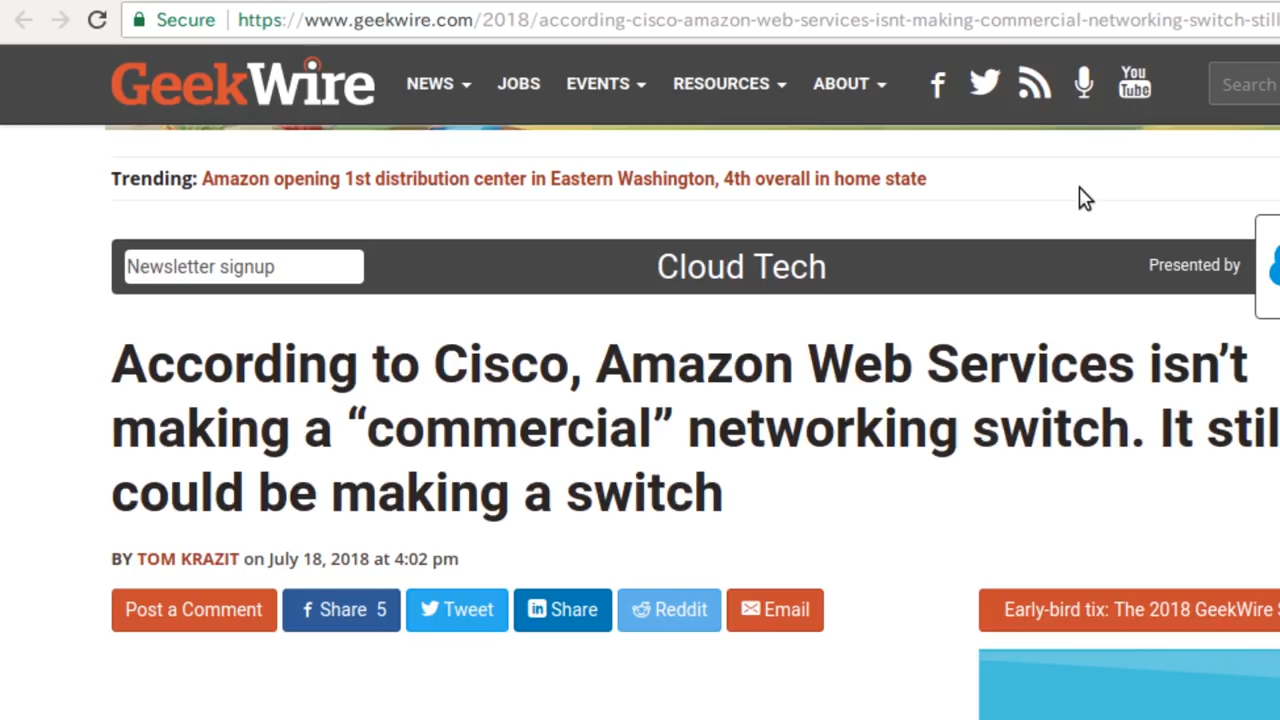 Secure https://www.geekwire.com/2018/according-cisco-amazon-web-services-isnt-making-commercial-networking-switch-still
GeekWire NEWS JOBS EVENTS RESOURCES ABOUT You Tube Search
Trending: Amazon opening 1st distribution center in Eastern Washington, 4th overall in home state
Newsletter signup Cloud Tech Presented by
According to Cisco, Amazon Web Services isn’t
making a “commercial” networking switch. It stil
could be making a switch
BY TOM KRAZIT on July 18, 2018 at 4:02 pm
Post a Comment Share 5 Tweet in Share Reddit Email Early-bird tix: The 2018 GeekWire